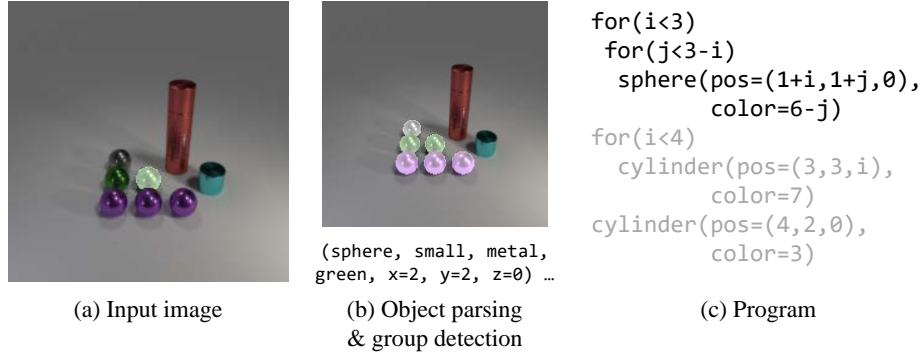 for(i<3)
for(j<3-i)
sphere(pos=(1+i,1+j,0),
color=6-j)
for(i<4)
cylinder(pos=(3,3,i),
color=7)
cylinder(pos=(4,2,0),
color=3)
(sphere, small, metal,
green, x=2, y=2, z=0) …
(a) Input image
(b) Object parsing
& group detection
(c) Program